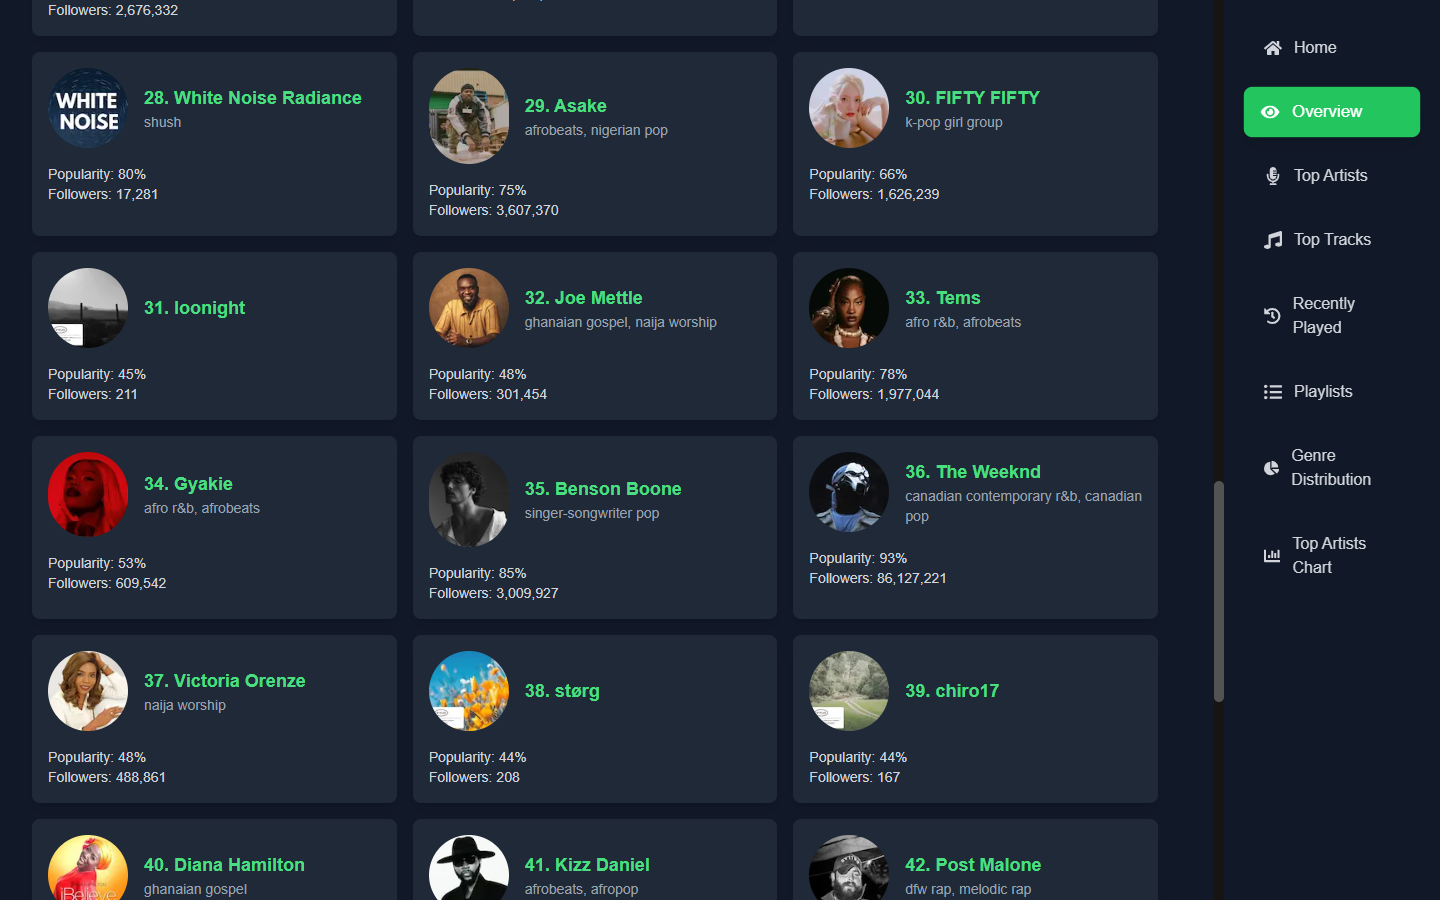 Followers: 2,676,332
WHITE
NOISE
28. White Noise Radiance
shush
Popularity: 80%
Followers: 17,281
29. Asake
afrobeats, nigerian pop
Popularity: 75%
Followers: 3,607,370
30. FIFTY FIFTY
k-pop girl group
Popularity: 66%
Followers: 1,626,239
31. loonight
Popularity: 45%
Followers: 211
32. Joe Mettle
ghanaian gospel, naija worship
Popularity: 48%
Followers: 301,454
33. Tems
afro r&b, afrobeats
Popularity: 78%
Followers: 1,977,044
34. Gyakie
afro r&b, afrobeats
Popularity: 53%
Followers: 609,542
35. Benson Boone
singer-songwriter pop
Popularity: 85%
Followers: 3,009,927
36. The Weeknd
canadian contemporary r&b, canadian
pop
Popularity: 93%
Followers: 86,127,221
37. Victoria Orenze
naija worship
Popularity: 48%
Followers: 488,861
38. størg
Popularity: 44%
Followers: 208
39. chiro17
Popularity: 44%
Followers: 167
iBelieve
40. Diana Hamilton
ghanaian gospel
41. Kizz Daniel
afrobeats, afropop
42. Post Malone
dfw rap, melodic rap
Home
Overview
Top Artists
Top Tracks
Recently
Played
Playlists
Genre
Distribution
Top Artists
Chart